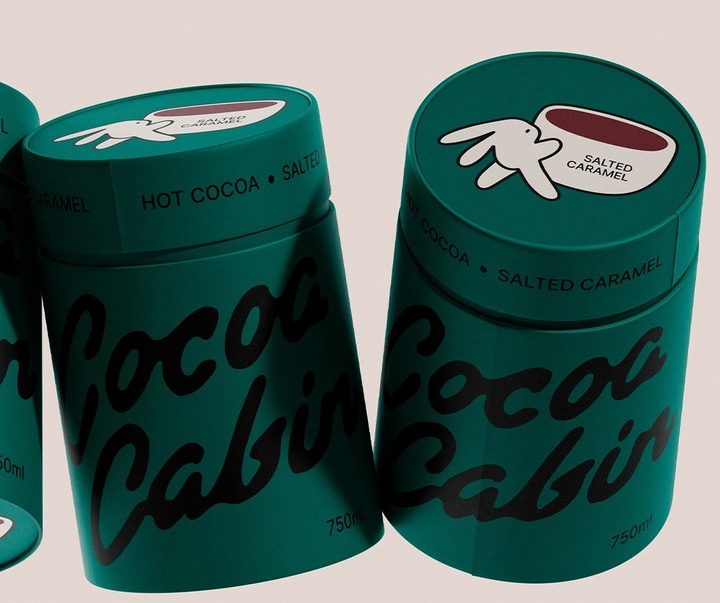 L
CARAMEL
50ml
SALTED
CARAMEL
HOT COCOA • SALTED
Cocoa
Cabin
750ml
SALTED
CARAMEL
HOT COCOA • SALTED CARAMEL
Cocoa
Cabin
750ml